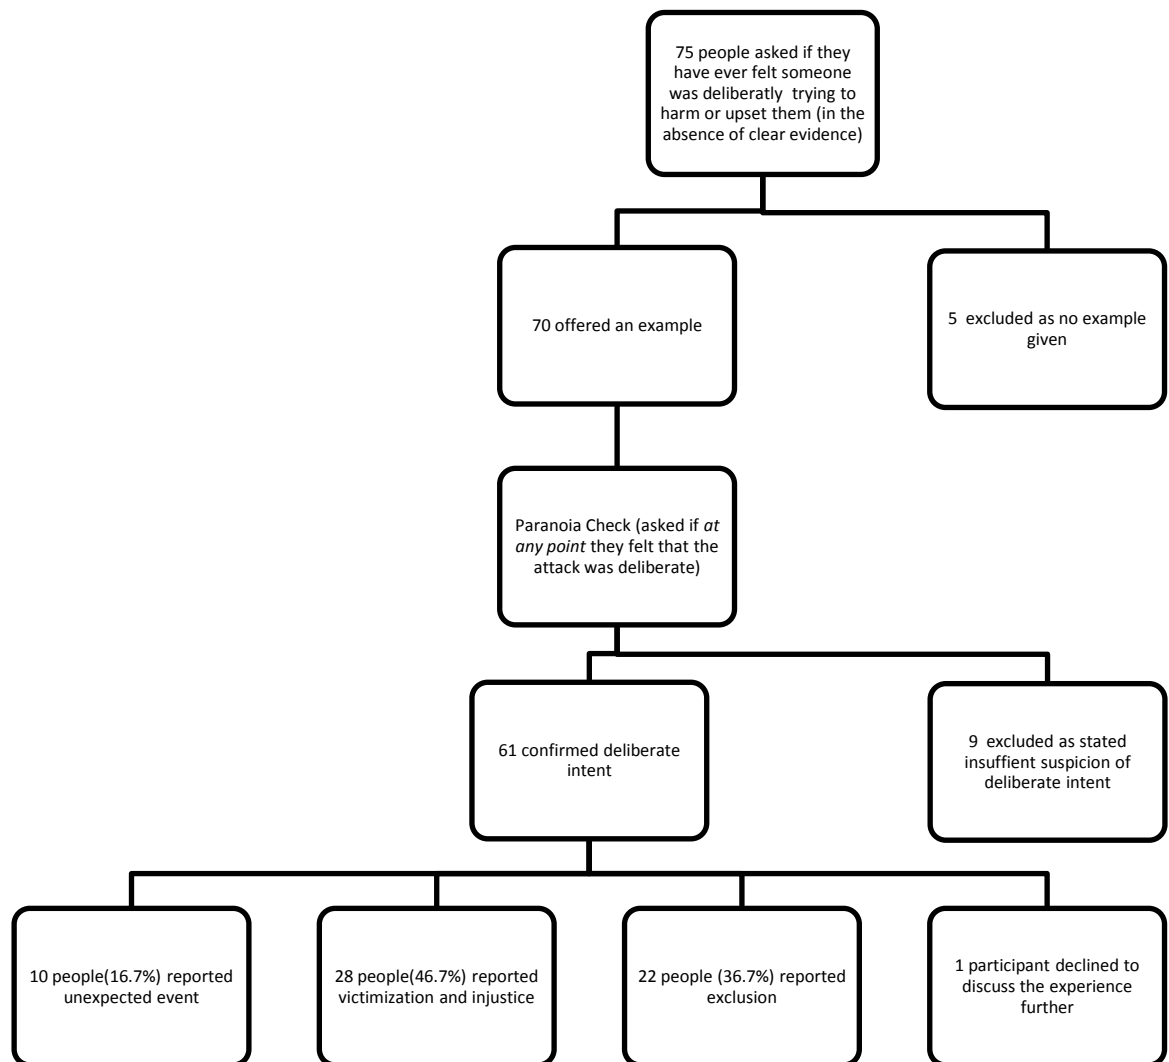 75 people asked if they
have ever felt someone
was deliberatly trying to
harm or upset them (in the
absence of clear evidence)
70 offered an example
5 excluded as no example
given
Paranoia Check (asked if at
any point they felt that the
attack was deliberate)
61 confirmed deliberate
intent
9 excluded as stated
insuffient suspicion of
deliberate intent
10 people(16.7%) reported
unexpected event
28 people(46.7%) reported
victimization and injustice
22 people (36.7%) reported
exclusion
1 participant declined to
discuss the experience
further